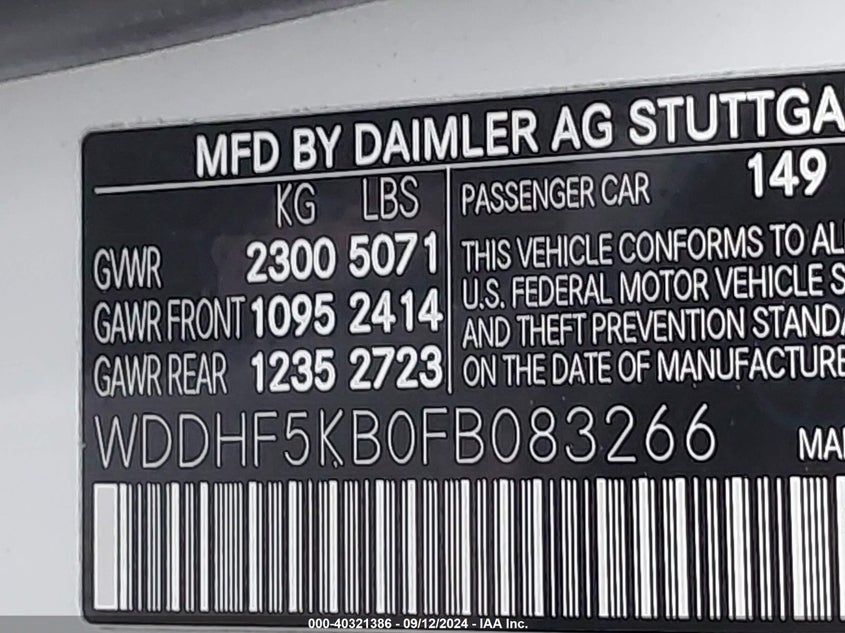 MFD BY DAIMLER AG STUTTGA
KG LBS
GVWR 2300 5071
GAWR FRONT 1095 2414
GAWR REAR 1235 2723
PASSENGER CAR 149
THIS VEHICLE CONFORMS TO AL
U.S. FEDERAL MOTOR VEHICLE S
AND THEFT PREVENTION STANDA
ON THE DATE OF MANUFACTURE
WDDHF5KB0FB083266
MA
000-40321386 - 09/12/2024 - IAA Inc.